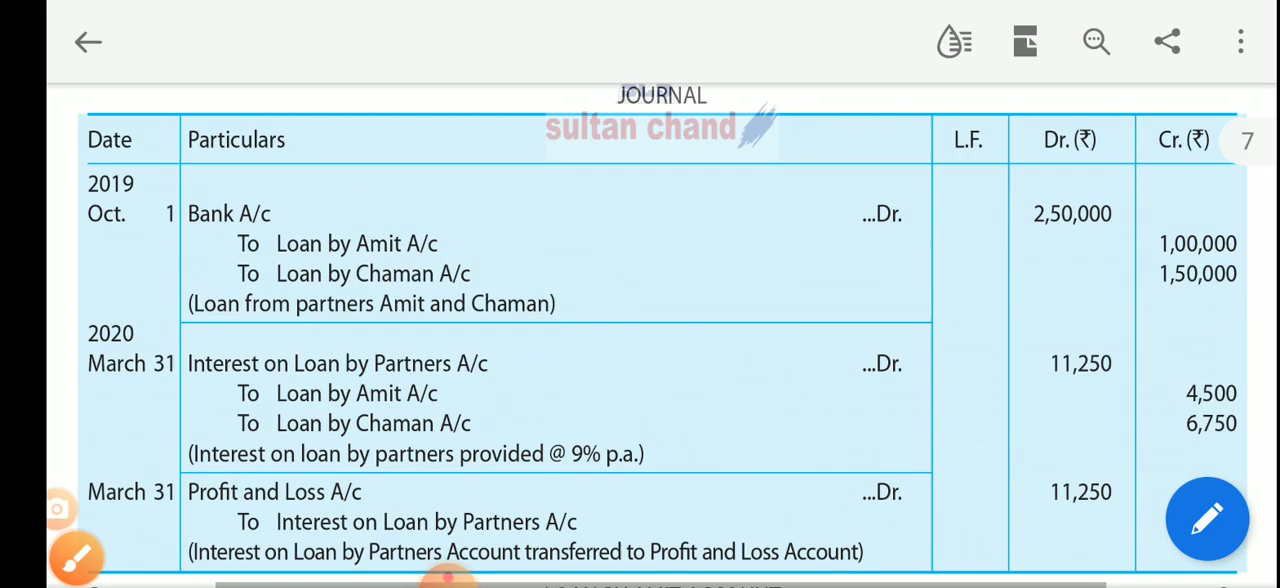 JOURNAL
sultan chand
Date Particulars L.F. Dr. (₹) Cr. (₹) 7
2019
Oct. 1 Bank A/c ...Dr. 2,50,000
To Loan by Amit A/c 1,00,000
To Loan by Chaman A/c 1,50,000
(Loan from partners Amit and Chaman)
2020
March 31 Interest on Loan by Partners A/c ...Dr. 11,250
To Loan by Amit A/c 4,500
To Loan by Chaman A/c 6,750
(Interest on loan by partners provided @ 9% p.a.)
March 31 Profit and Loss A/c ...Dr. 11,250
To Interest on Loan by Partners A/c
(Interest on Loan by Partners Account transferred to Profit and Loss Account)